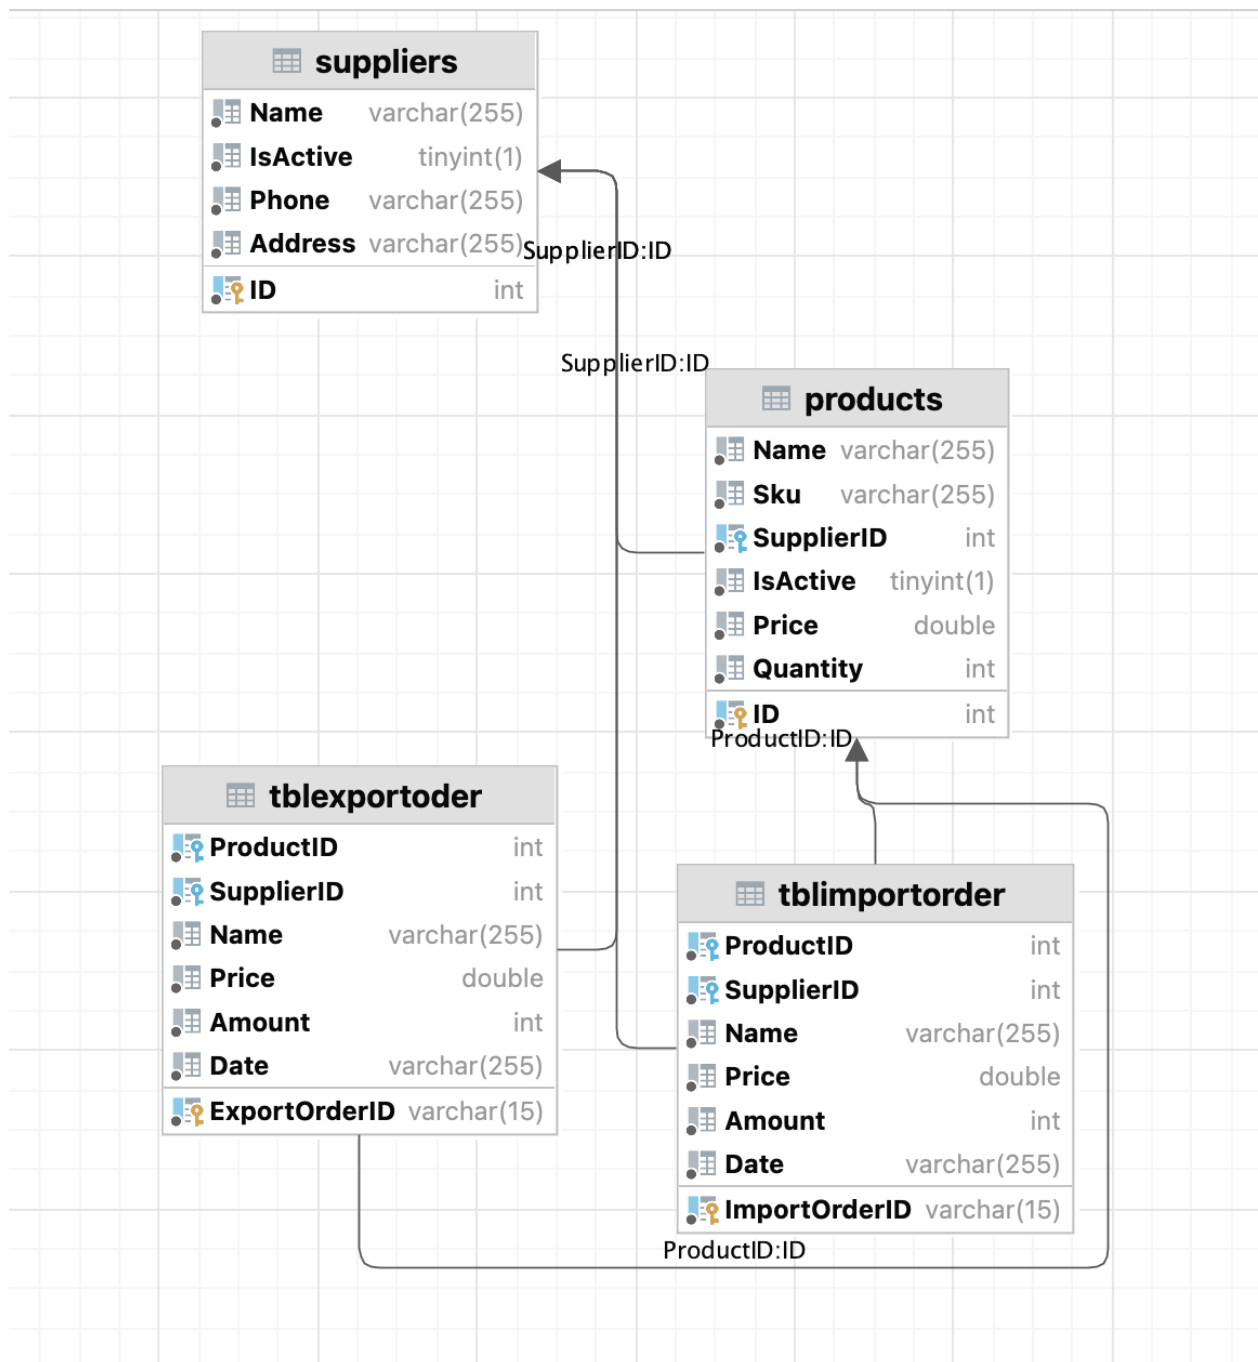 suppliers
Name varchar(255)
IsActive tinyint(1)
Phone varchar(255)
Address varchar(255)
ID int
SupplierID:ID
SupplierID:ID
products
Name varchar(255)
Sku varchar(255)
SupplierID int
IsActive tinyint(1)
Price double
Quantity int
ID int
ProductID:ID
tblexportoder
ProductID int
SupplierID int
Name varchar(255)
Price double
Amount int
Date varchar(255)
ExportOrderID varchar(15)
tblimportorder
ProductID int
SupplierID int
Name varchar(255)
Price double
Amount int
Date varchar(255)
ImportOrderID varchar(15)
ProductID:ID